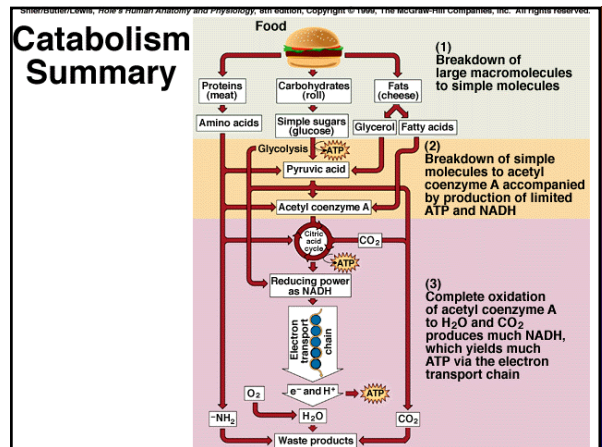 Shier/Butler/Lewis, Hole's Human Anatomy and Physiology, 8th edition, Copyright © 1999, The McGraw-Hill Companies, Inc. All rights reserved.
Catabolism
Summary
Food
Proteins
(meat)
Carbohydrates
(roll)
Fats
(cheese)
(1)
Breakdown of
large macromolecules
to simple molecules
Amino acids
Simple sugars
(glucose)
Glycerol
Fatty acids
Glycolysis
ATP
Pyruvic acid
Acetyl coenzyme A
(2)
Breakdown of simple
molecules to acetyl
coenzyme A accompanied
by production of limited
ATP and NADH
Citric
acid
cycle
CO2
ATP
Reducing power
as NADH
Electron
transport
chain
(3)
Complete oxidation
of acetyl coenzyme A
to H2O and CO2
produces much NADH,
which yields much
ATP via the electron
transport chain
e− and H+
ATP
O2
-NH2
H2O
CO2
Waste products